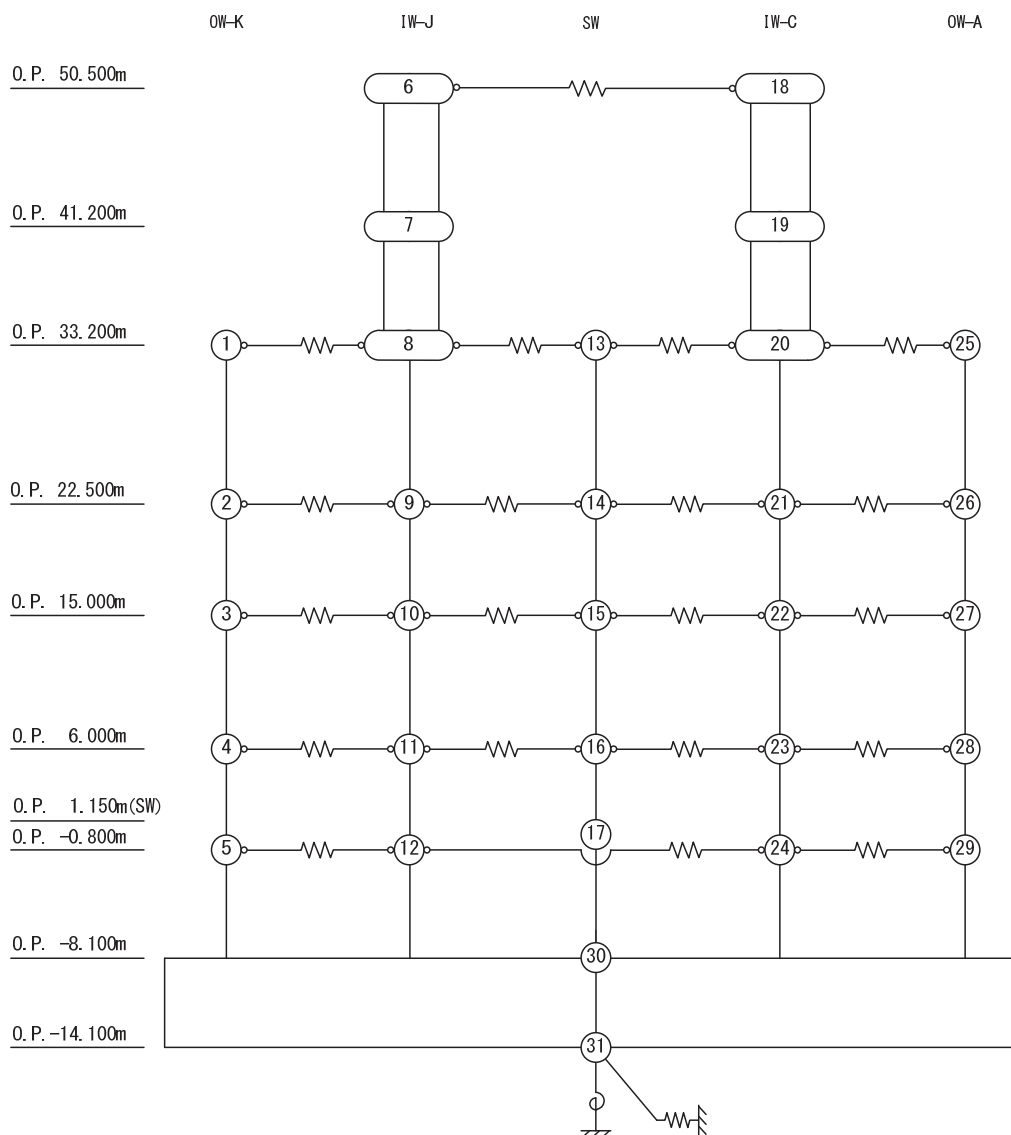 OW-K IW-J SW IW-C OW-A
O.P. 50.500m 6 18
O.P. 41.200m 7 19
O.P. 33.200m 1 8 13 20 25
O.P. 22.500m 2 9 14 21 26
O.P. 15.000m 3 10 15 22 27
O.P. 6.000m 4 11 16 23 28
O.P. 1.150m(SW) 17
O.P. -0.800m 5 12 24 29
O.P. -8.100m 30
O.P.-14.100m 31